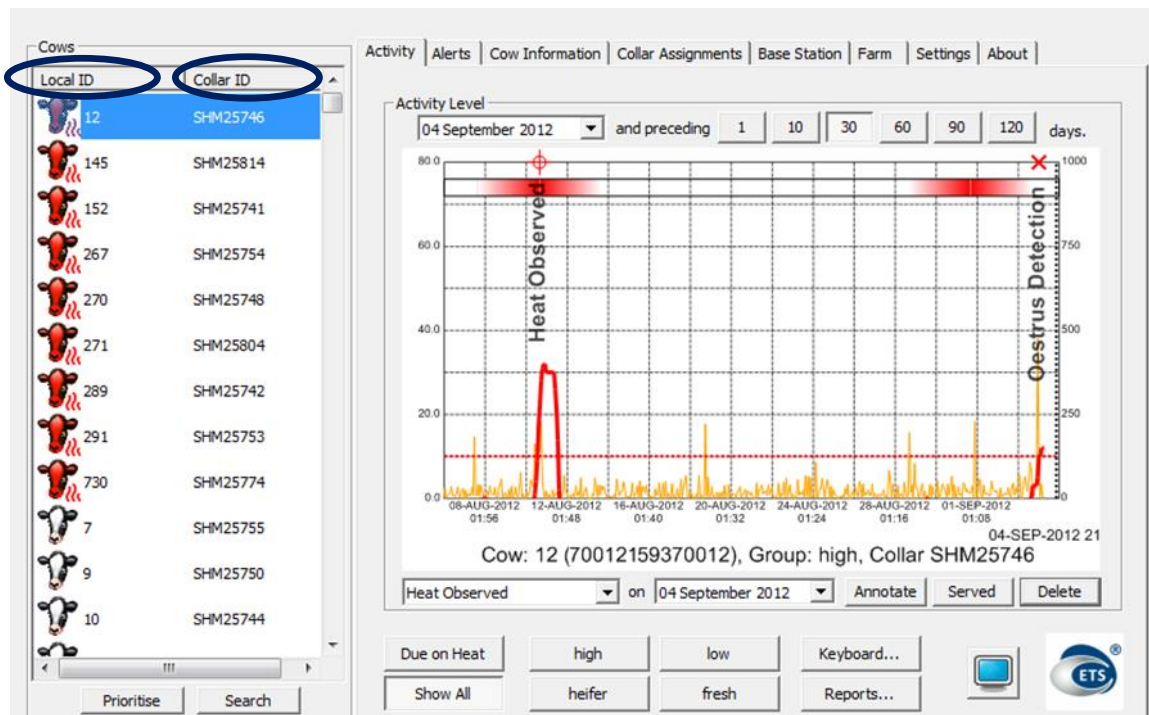 Cows
Local ID Collar ID
12 SHM25746
145 SHM25814
152 SHM25741
267 SHM25754
270 SHM25748
271 SHM25804
289 SHM25742
291 SHM25753
730 SHM25774
7 SHM25755
9 SHM25750
10 SHM25744
Prioritise Search
Activity Alerts Cow Information Collar Assignments Base Station Farm Settings About
Activity Level
04 September 2012 and preceding 1 10 30 60 90 120 days.
80.0 1000
60.0 750
40.0 500
20.0 250
0.0 0
Heat Observed
Oestrus Detection
08-AUG-2012 12-AUG-2012 16-AUG-2012 20-AUG-2012 24-AUG-2012 28-AUG-2012 01-SEP-2012
01:56 01:48 01:40 01:32 01:24 01:16 01:08
04-SEP-2012 21
Cow: 12 (70012159370012), Group: high, Collar SHM25746
Heat Observed on 04 September 2012 Annotate Served Delete
Due on Heat high low Keyboard...
Show All heifer fresh Reports...
ETS®